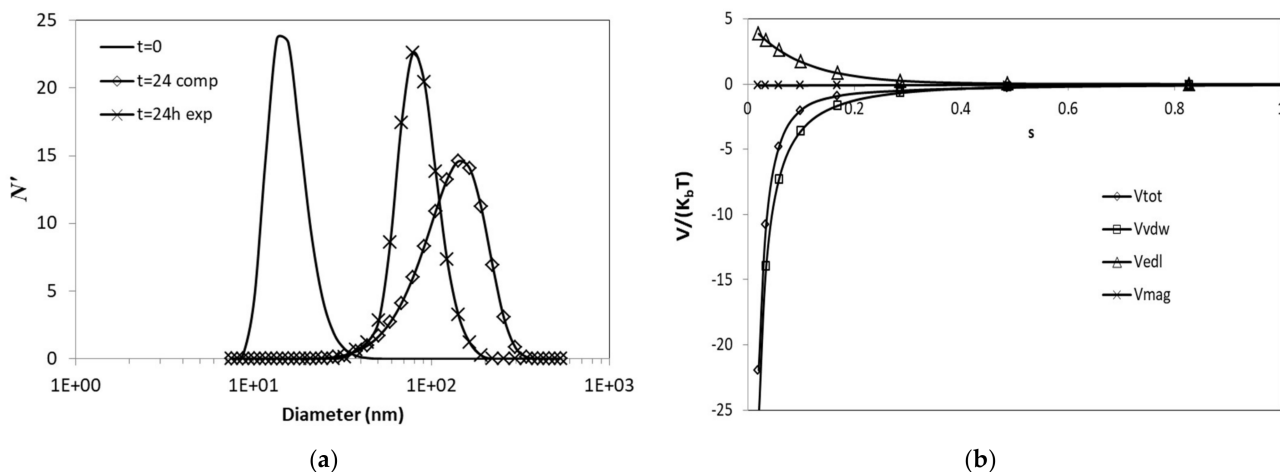 25
20
15
10
5
0
N'
t=0
t=24 comp
t=24h exp
1E+00
1E+01
1E+02
1E+03
Diameter (nm)
(a)
5
0
-5
-10
-15
-20
-25
V/(KbT)
0
0.2
0.4
0.6
0.8
1
s
Vtot
Vvdw
Vedl
Vmag
(b)